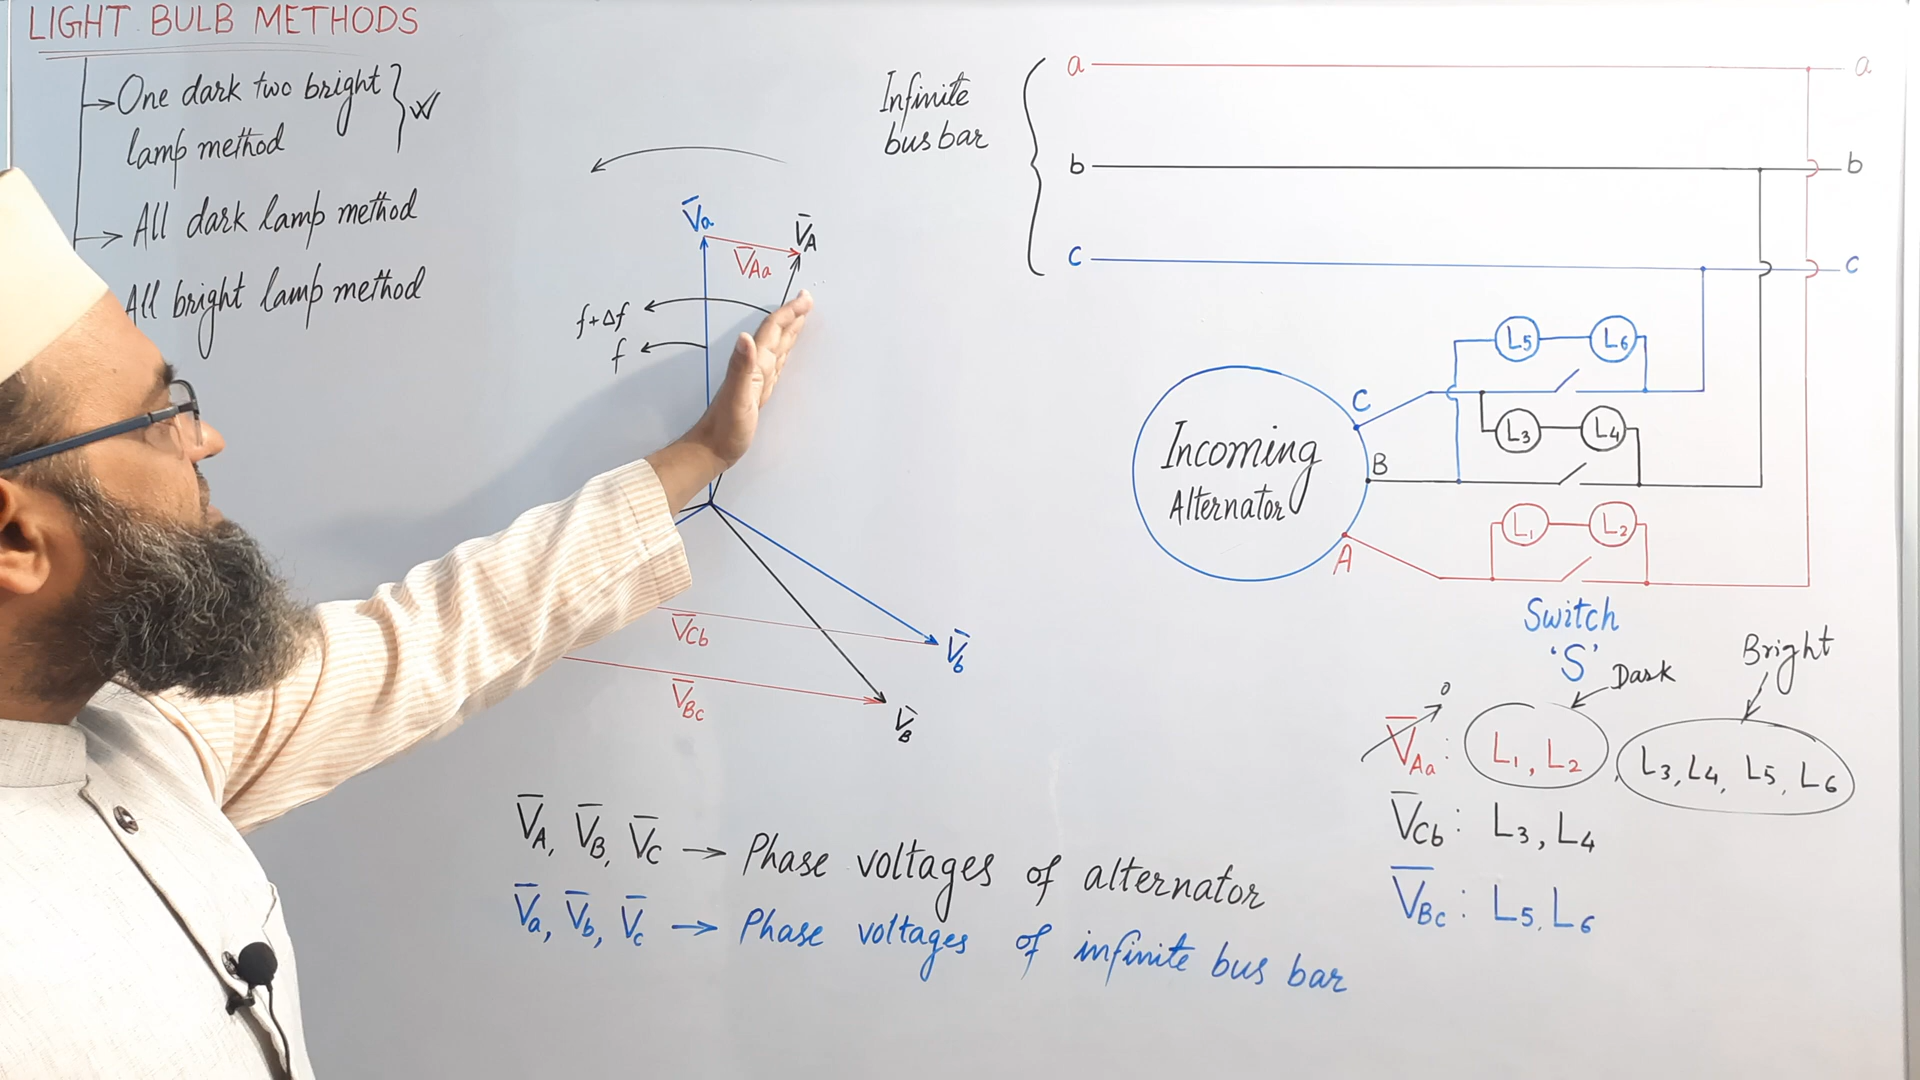 LIGHT BULB METHODS
One dark two bright
lamp method
All dark lamp method
All bright lamp method
V̅a
V̅A
V̅Aa
f+Δf
f
V̅b
V̅Cb
V̅Bc
V̅B
Infinite
bus bar
a
a
b
b
c
c
Incoming
Alternator
C
B
A
L5
L6
L3
L4
L1
L2
Switch
'S'
Dark
Bright
0
V̅Aa : L1, L2, L3, L4, L5, L6
V̅Cb : L3, L4
V̅Bc : L5, L6
V̅A, V̅B, V̅C → Phase voltages of alternator
V̅a, V̅b, V̅c → Phase voltages of infinite bus bar